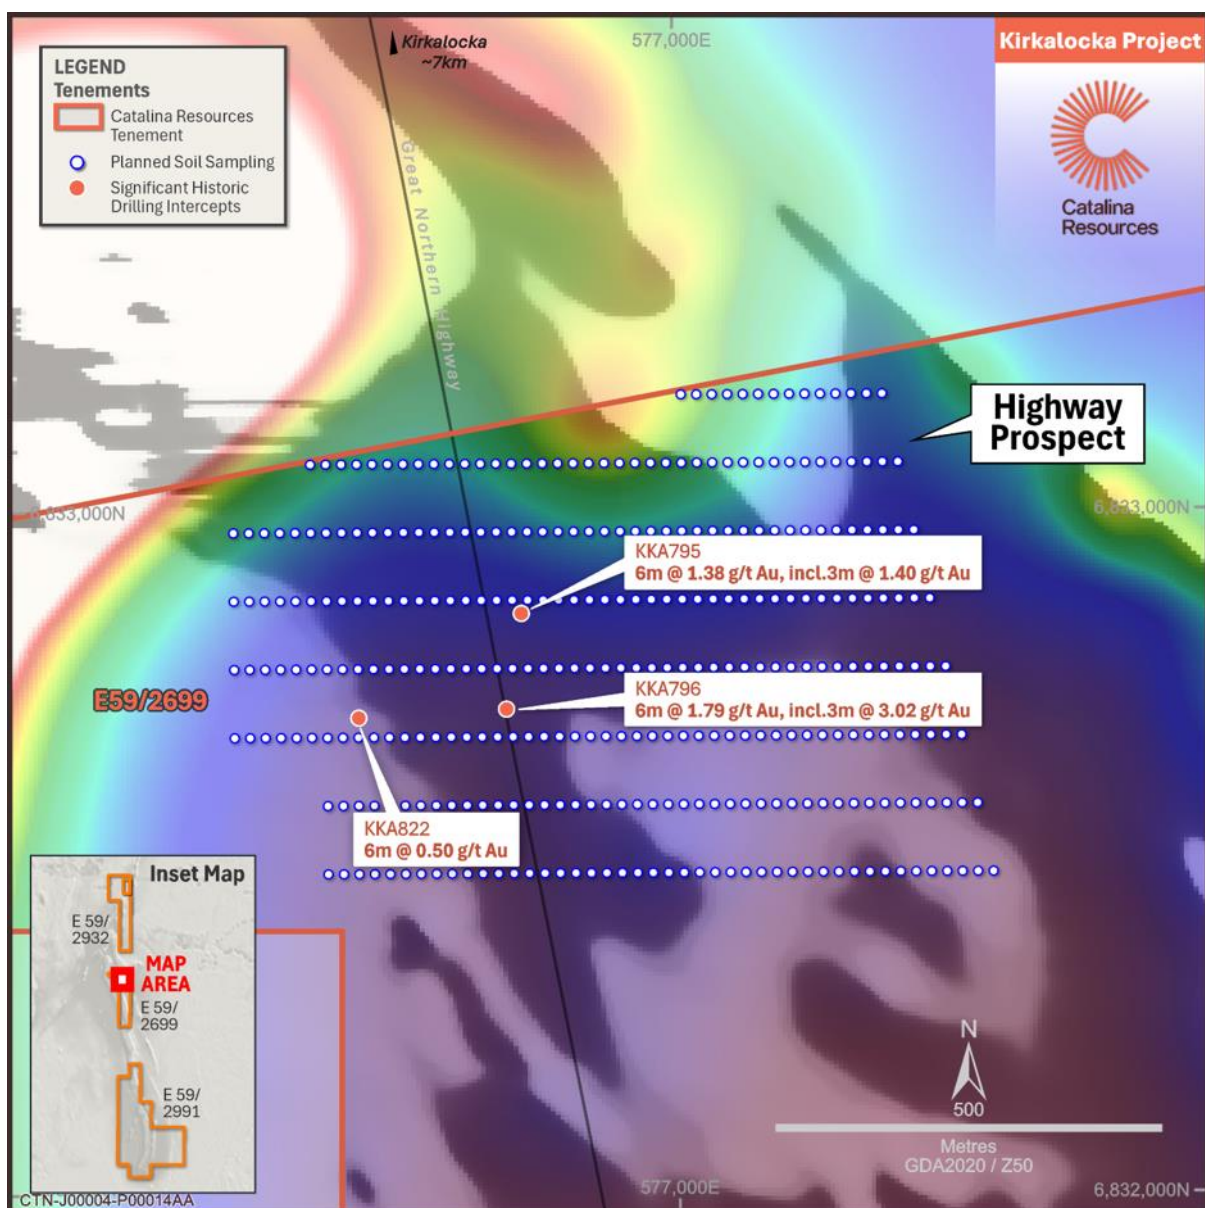 Kirkalocka
~7km
577,000E
Kirkalocka Project
LEGEND
Tenements
Catalina Resources
Tenement
Planned Soil Sampling
Significant Historic
Drilling Intercepts
Catalina
Resources
Great Northern Highway
Highway
Prospect
6,833,000N
6,833,000N
KKA795
6m @ 1.38 g/t Au, incl.3m @ 1.40 g/t Au
E59/2699
KKA796
6m @ 1.79 g/t Au, incl.3m @ 3.02 g/t Au
KKA822
6m @ 0.50 g/t Au
Inset Map
E 59/
2932
MAP
AREA
E 59/
2699
E 59/
2991
N
500
Metres
GDA2020 / Z50
577,000E
6,832,000N
CTN-J00004-P00014AA